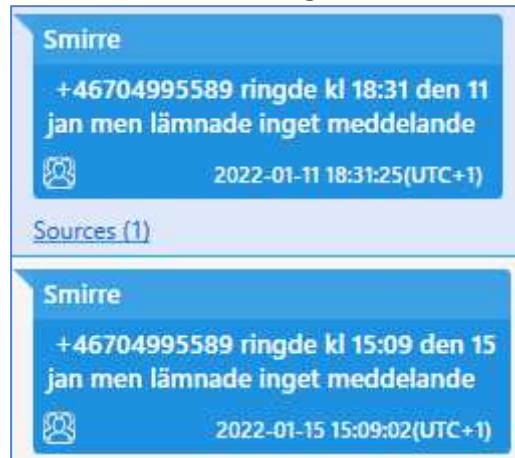 Smirre
+46704995589 ringde kl 18:31 den 11
jan men lämnade inget meddelande
2022-01-11 18:31:25(UTC+1)
Sources (1)
Smirre
+46704995589 ringde kl 15:09 den 15
jan men lämnade inget meddelande
2022-01-15 15:09:02(UTC+1)